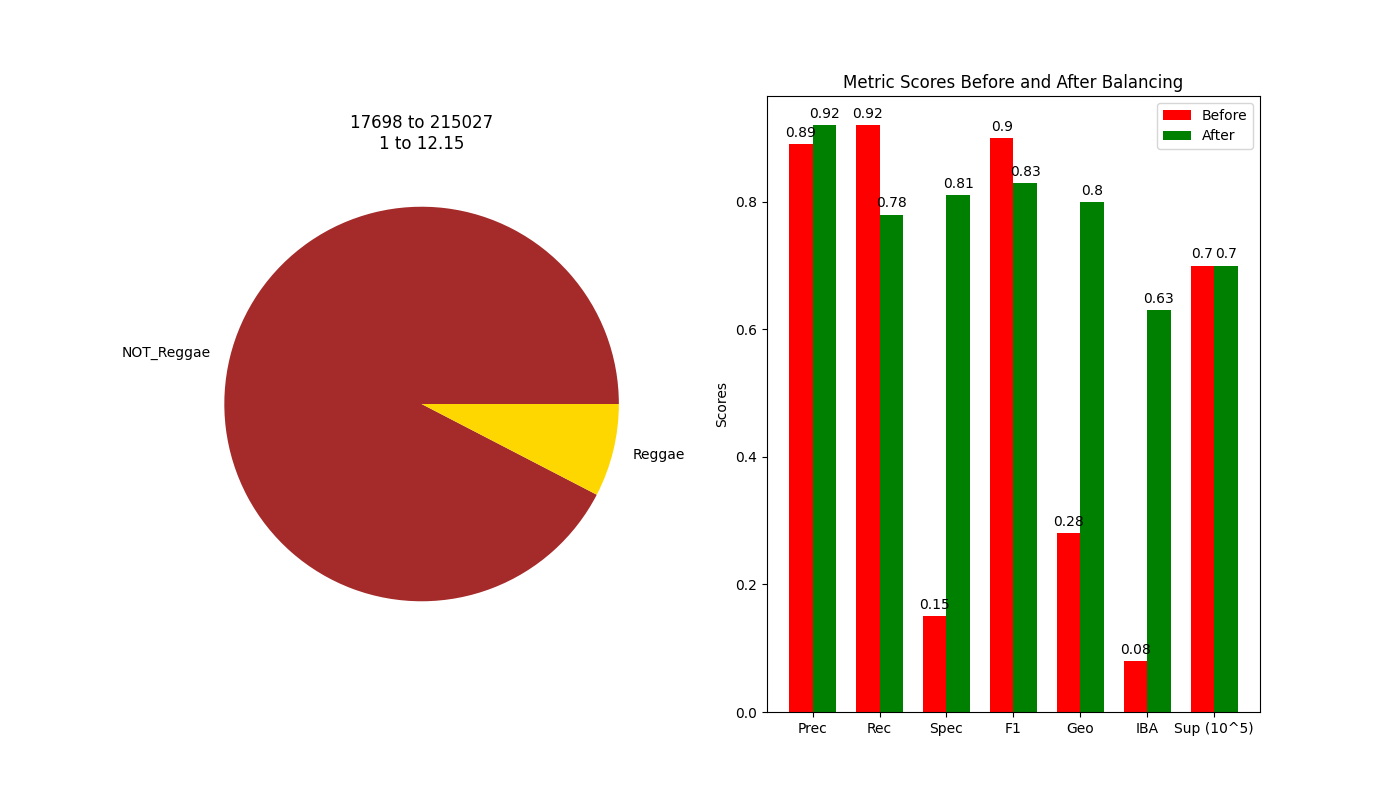 17698 to 215027
1 to 12.15
NOT_Reggae
Reggae
Metric Scores Before and After Balancing
Before
After
Scores
0.0
0.2
0.4
0.6
0.8
0.89
0.92
0.92
0.78
0.15
0.81
0.9
0.83
0.28
0.8
0.08
0.63
0.7
0.7
Prec
Rec
Spec
F1
Geo
IBA
Sup (10^5)